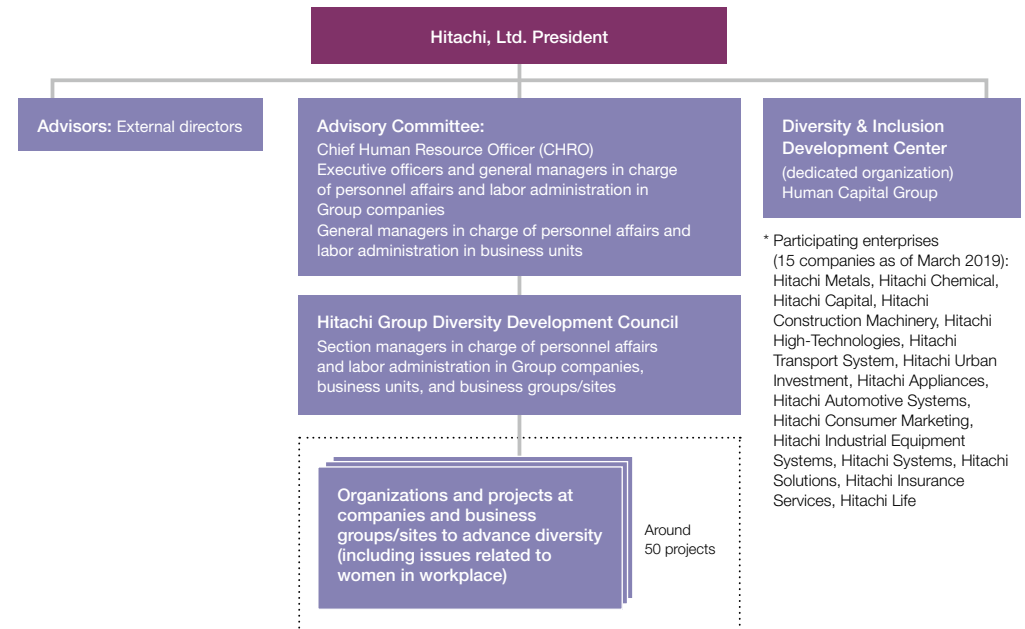 Hitachi, Ltd. President
Advisors: External directors
Advisory Committee:
Chief Human Resource Officer (CHRO)
Executive officers and general managers in charge
of personnel affairs and labor administration in
Group companies
General managers in charge of personnel affairs and
labor administration in business units
Diversity & Inclusion
Development Center
(dedicated organization)
Human Capital Group
* Participating enterprises
(15 companies as of March 2019):
Hitachi Metals, Hitachi Chemical,
Hitachi Capital, Hitachi
Construction Machinery, Hitachi
High-Technologies, Hitachi
Transport System, Hitachi Urban
Investment, Hitachi Appliances,
Hitachi Automotive Systems,
Hitachi Consumer Marketing,
Hitachi Industrial Equipment
Systems, Hitachi Systems, Hitachi
Solutions, Hitachi Insurance
Services, Hitachi Life
Hitachi Group Diversity Development Council
Section managers in charge of personnel affairs
and labor administration in Group companies,
business units, and business groups/sites
Organizations and projects at
companies and business
groups/sites to advance diversity
(including issues related to
women in workplace)
Around
50 projects